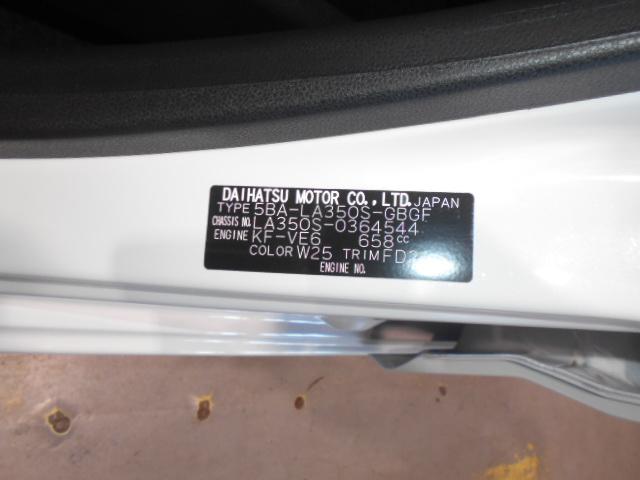 DAIHATSU MOTOR CO., LTD. JAPAN
TYPE 5BA-LA350S-GBGF
CHASSIS NO. LA350S-0364544
ENGINE KF-VE6 658cc
COLOR W25 TRIM
ENGINE NO.